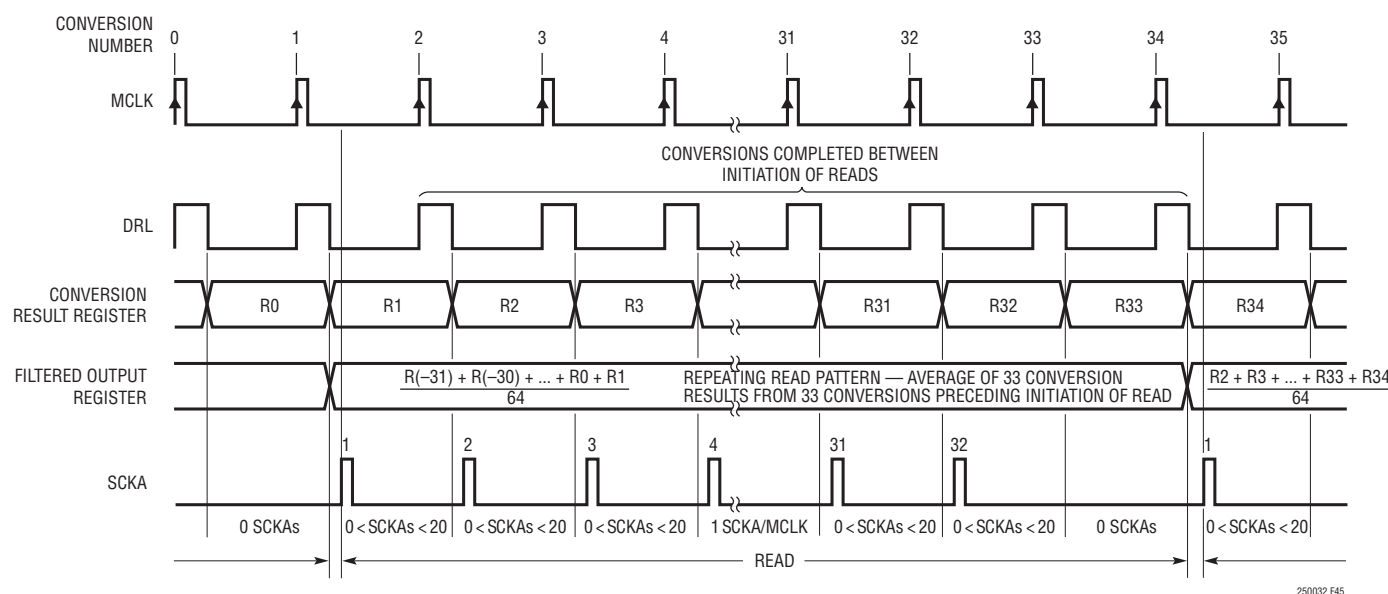 CONVERSION
NUMBER
0 1 2 3 4 31 32 33 34 35
MCLK
CONVERSIONS COMPLETED BETWEEN
INITIATION OF READS
DRL
CONVERSION
RESULT REGISTER
R0 R1 R2 R3 R31 R32 R33 R34
FILTERED OUTPUT
REGISTER
R(–31) + R(–30) + ... + R0 + R1
64
REPEATING READ PATTERN — AVERAGE OF 33 CONVERSION
RESULTS FROM 33 CONVERSIONS PRECEDING INITIATION OF READ
R2 + R3 + ... + R33 + R34
64
1 2 3 4 31 32 1
SCKA
0 SCKAs 0 < SCKAs < 20 0 < SCKAs < 20 0 < SCKAs < 20 1 SCKA/MCLK 0 < SCKAs < 20 0 < SCKAs < 20 0 SCKAs 0 < SCKAs < 20
READ
250032 F45